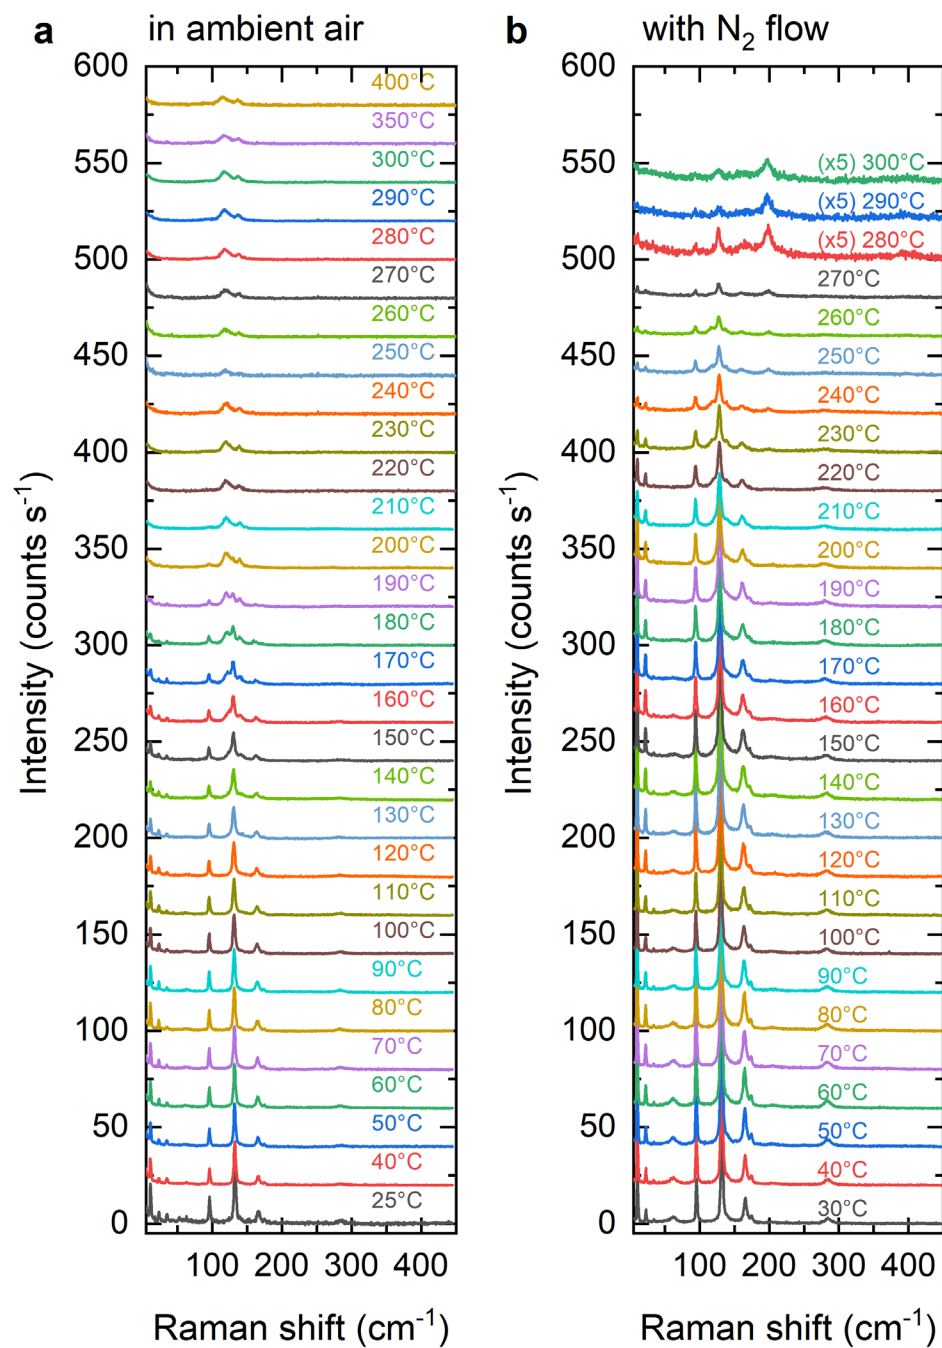 a in ambient air
600
550
500
450
400
350
300
250
200
150
100
50
0
400°C
350°C
300°C
290°C
280°C
270°C
260°C
250°C
240°C
230°C
220°C
210°C
200°C
190°C
180°C
170°C
160°C
150°C
140°C
130°C
120°C
110°C
100°C
90°C
80°C
70°C
60°C
50°C
40°C
25°C
Intensity (counts s⁻¹)
100 200 300 400
Raman shift (cm⁻¹)
b with N₂ flow
600
550
500
450
400
350
300
250
200
150
100
50
0
(x5) 300°C
(x5) 290°C
(x5) 280°C
270°C
260°C
250°C
240°C
230°C
220°C
210°C
200°C
190°C
180°C
170°C
160°C
150°C
140°C
130°C
120°C
110°C
100°C
90°C
80°C
70°C
60°C
50°C
40°C
30°C
Intensity (counts s⁻¹)
100 200 300 400
Raman shift (cm⁻¹)